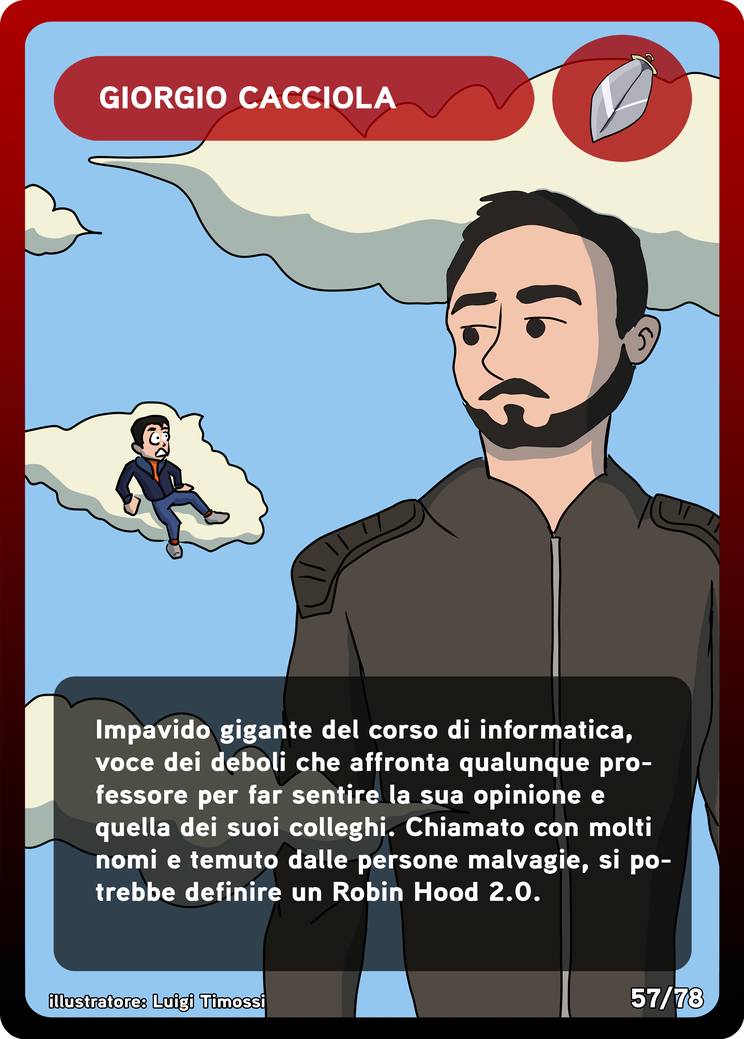 GIORGIO CACCIOLA
Impavido gigante del corso di informatica,
voce dei deboli che affronta qualunque pro-
fessore per far sentire la sua opinione e
quella dei suoi colleghi. Chiamato con molti
nomi e temuto dalle persone malvagie, si po-
trebbe definire un Robin Hood 2.0.
illustratore: Luigi Timossi
57/78